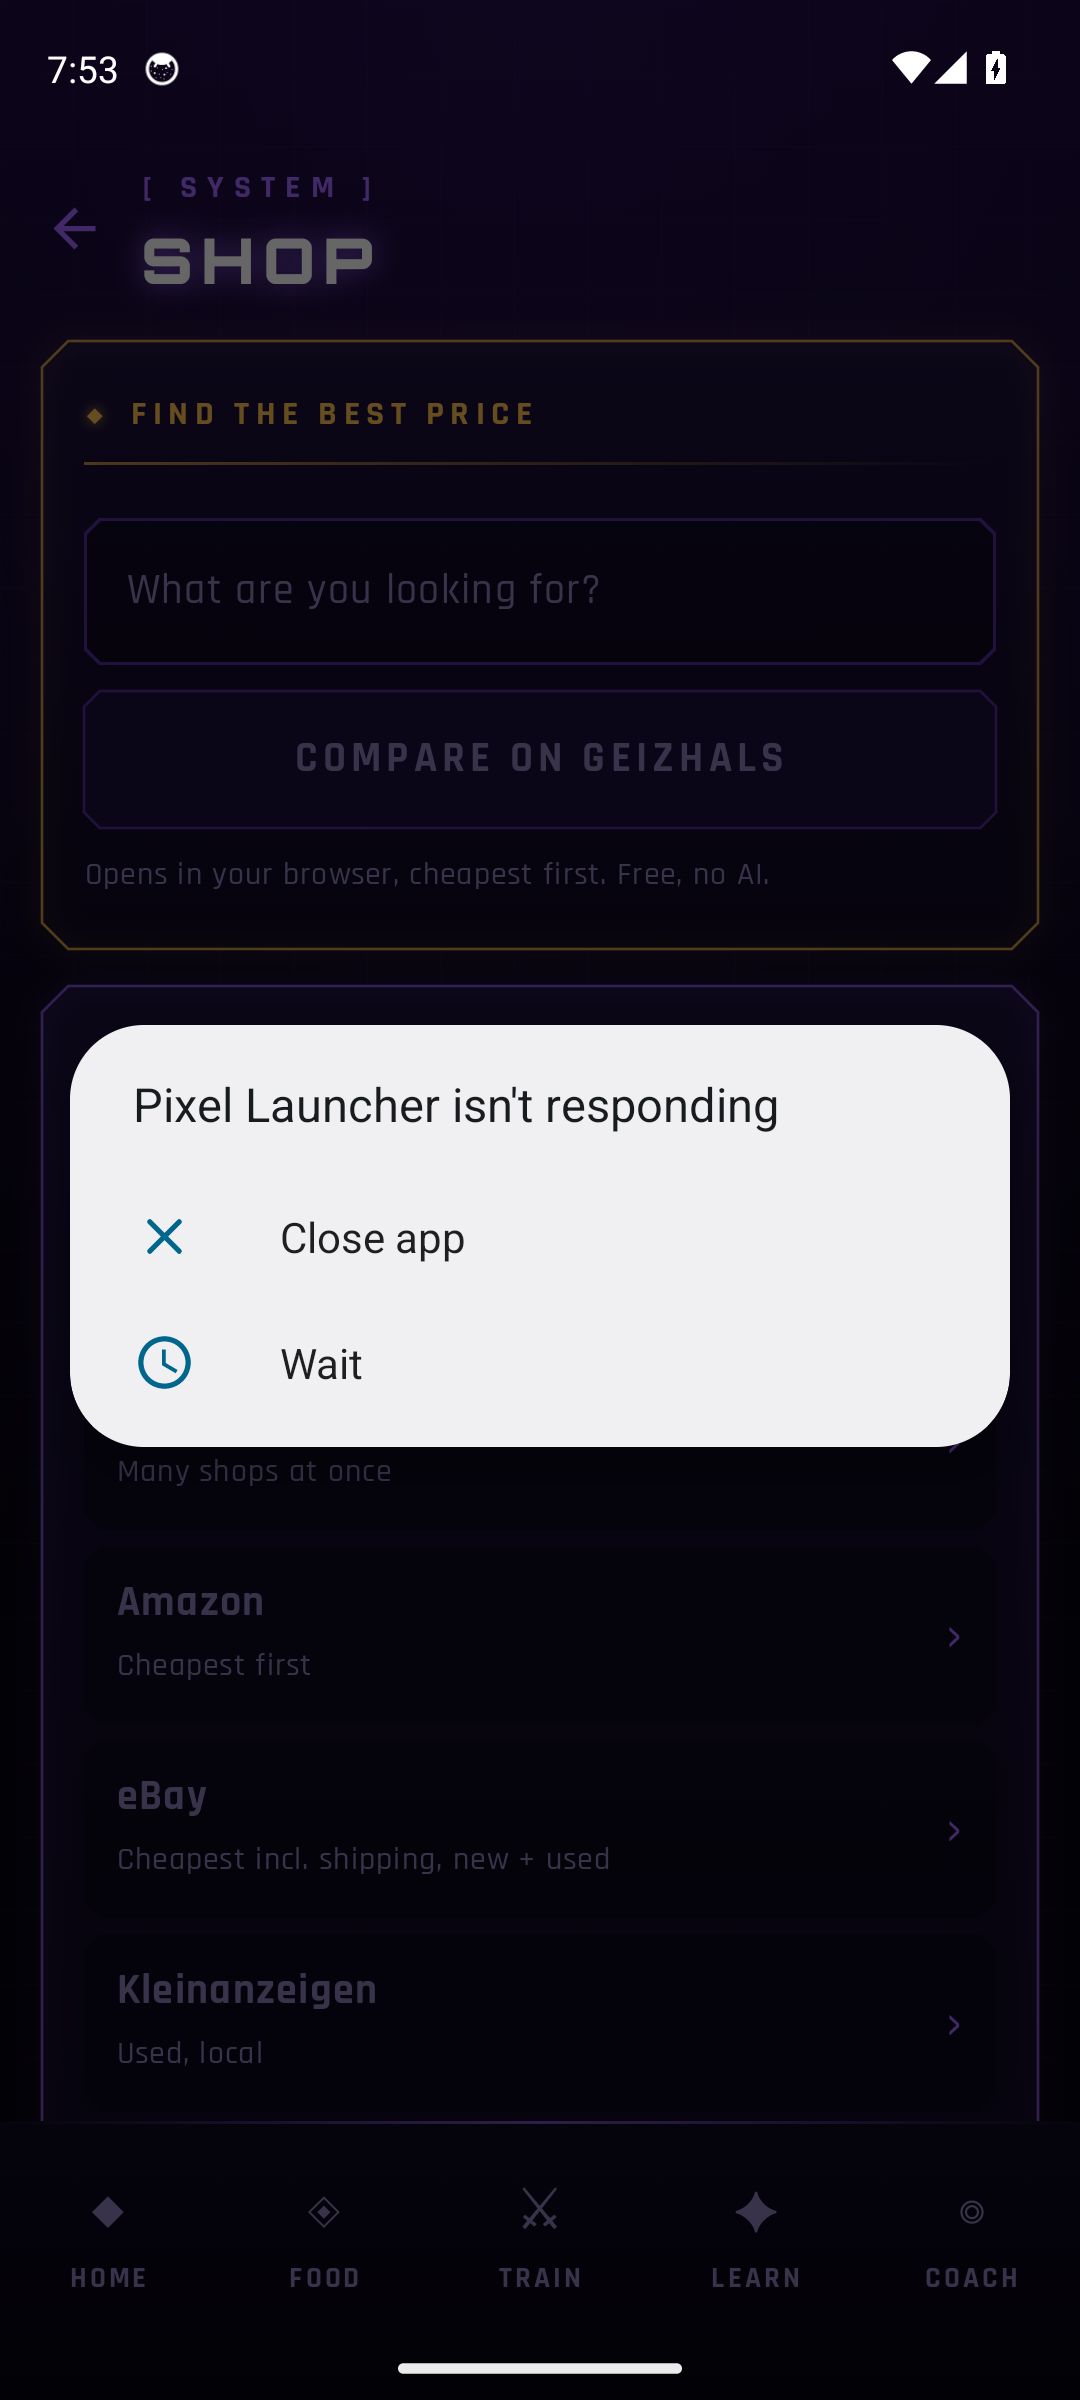 7:53
[ SYSTEM ]
SHOP
FIND THE BEST PRICE
What are you looking for?
COMPARE ON GEIZHALS
Opens in your browser, cheapest first. Free, no AI.
Pixel Launcher isn't responding
Close app
Wait
Many shops at once
Amazon
Cheapest first
eBay
Cheapest incl. shipping, new + used
Kleinanzeigen
Used, local
HOME FOOD TRAIN LEARN COACH